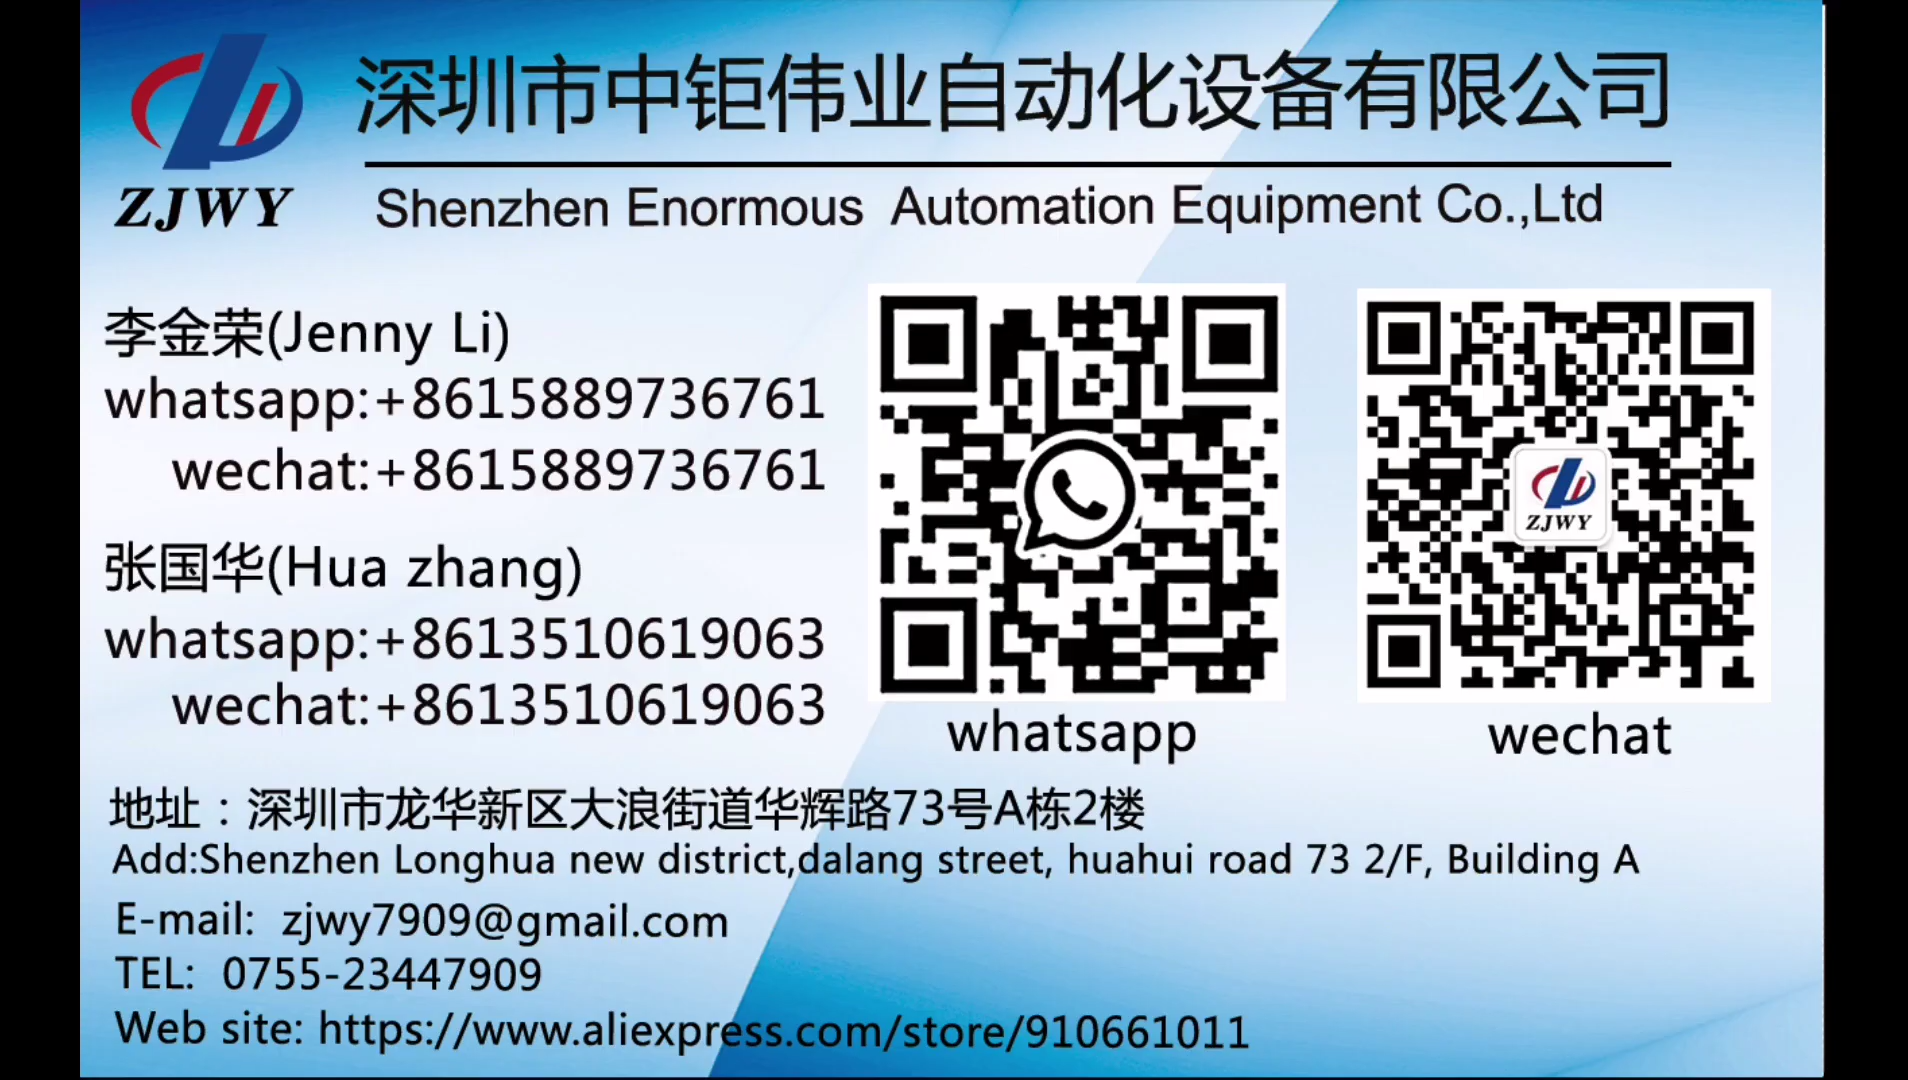 深圳市中钜伟业自动化设备有限公司
ZJWY
Shenzhen Enormous Automation Equipment Co.,Ltd
李金荣(Jenny Li)
whatsapp:+8615889736761
wechat:+8615889736761
张国华(Hua zhang)
whatsapp:+8613510619063
wechat:+8613510619063
ZJWY
whatsapp
wechat
地址：深圳市龙华新区大浪街道华辉路73号A栋2楼
Add:Shenzhen Longhua new district,dalang street, huahui road 73 2/F, Building A
E-mail: zjwy7909@gmail.com
TEL: 0755-23447909
Web site: https://www.aliexpress.com/store/910661011